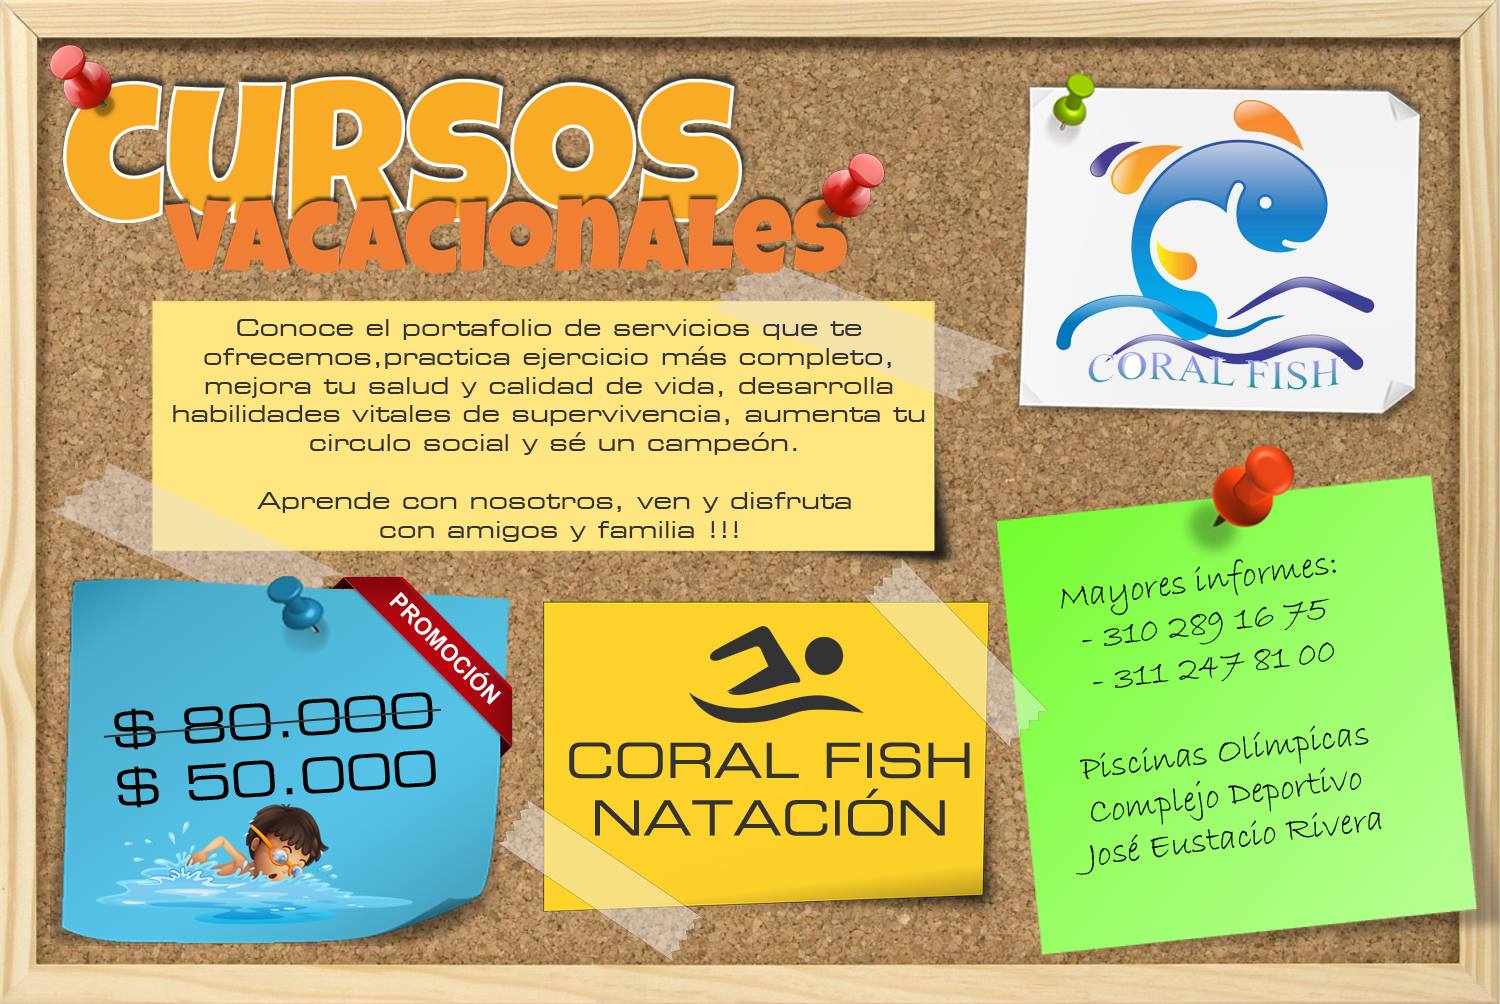 CURSOS
VACACIONALES
CORAL FISH
Conoce el portafolio de servicios que te
ofrecemos,practica ejercicio más completo,
mejora tu salud y calidad de vida, desarrolla
habilidades vitales de supervivencia, aumenta tu
circulo social y sé un campeón.
Aprende con nosotros, ven y disfruta
con amigos y familia !!!
PROMOCIÓN
$ 80.000
$ 50.000
CORAL FISH
NATACIÓN
Mayores informes:
- 310 289 16 75
- 311 247 81 00
Piscinas Olímpicas
Complejo Deportivo
José Eustacio Rivera